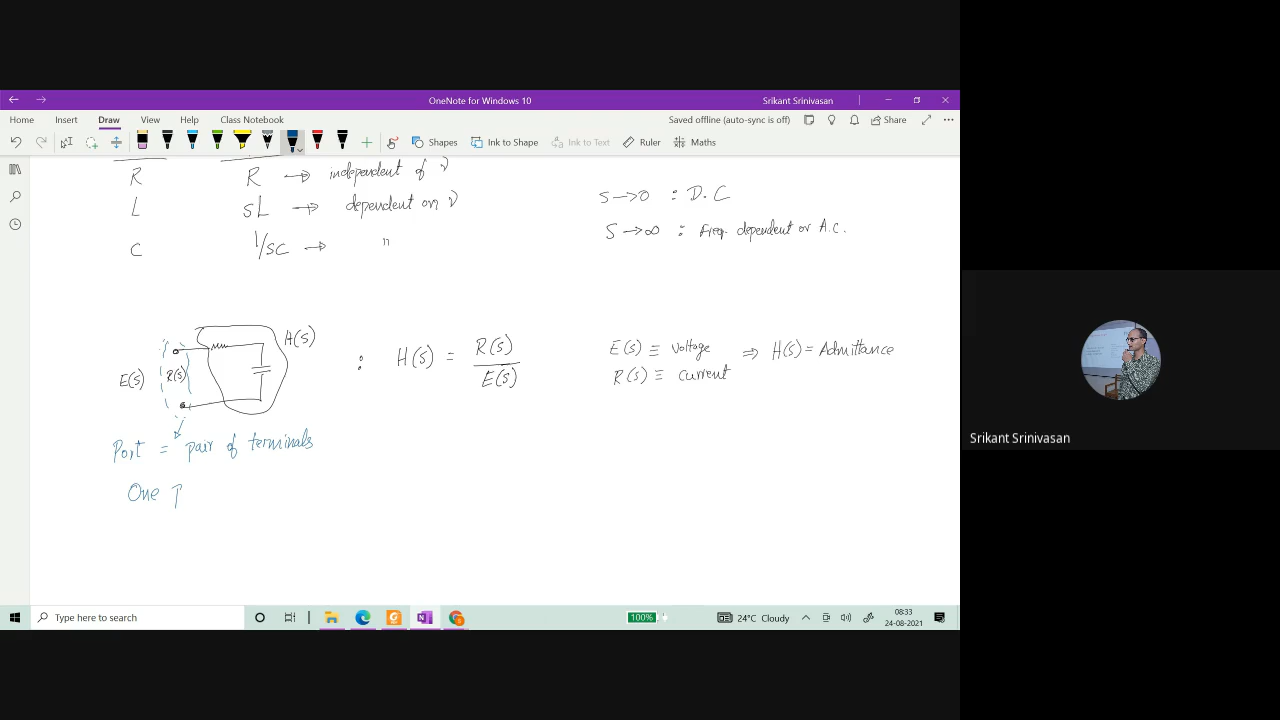 OneNote for Windows 10
Srikant Srinivasan
Home Insert Draw View Help Class Notebook
Saved offline (auto-sync is off)
Share
Shapes Ink to Shape Ink to Text Ruler Maths
R R → independent of ν
L sL → dependent on ν
C 1/sC → "
s→0 : D.C
s→∞ : Freq. dependent or A.C.
H(s)
E(s) R(s)
: H(s) = R(s) / E(s)
E(s) ≡ voltage ⇒ H(s) = Admittance
R(s) ≡ current
Port = pair of terminals
One
Srikant Srinivasan
Type here to search
100%
24°C Cloudy
08:33
24-08-2021